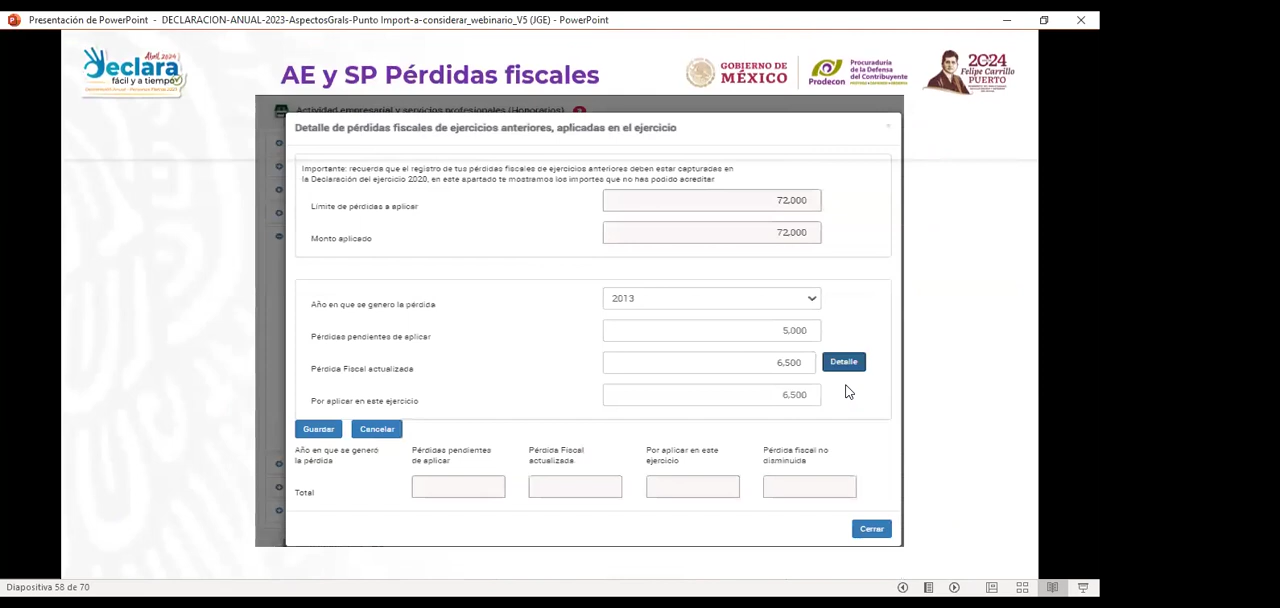 Presentación de PowerPoint - DECLARACION-ANUAL-2023-AspectosGrals-Punto Import-a-considerar_webinario_V5 (JGE) - PowerPoint
Abril 2024
Declara
fácil y a tiempo
AE y SP Pérdidas fiscales
GOBIERNO DE
MÉXICO
Prodecon
Procuraduría
de la Defensa
del Contribuyente
2024
Felipe Carrillo
PUERTO
Actividad empresarial y servicios profesionales (Honorarios)
Detalle de pérdidas fiscales de ejercicios anteriores, aplicadas en el ejercicio
Importante: recuerda que el registro de tus pérdidas fiscales de ejercicios anteriores deben estar capturadas en
la Declaración del ejercicio 2020, en este apartado te mostramos los importes que no has podido acreditar
Límite de pérdidas a aplicar 72,000
Monto aplicado 72,000
Año en que se genero la pérdida 2013
Pérdidas pendientes de aplicar 5,000
Pérdida Fiscal actualizada 6,500 Detalle
Por aplicar en este ejercicio 6,500
Guardar Cancelar
Año en que se generó
la pérdida
Pérdidas pendientes
de aplicar
Pérdida Fiscal
actualizada
Por aplicar en este
ejercicio
Pérdida fiscal no
disminuida
Total
Cerrar
Diapositiva 58 de 70